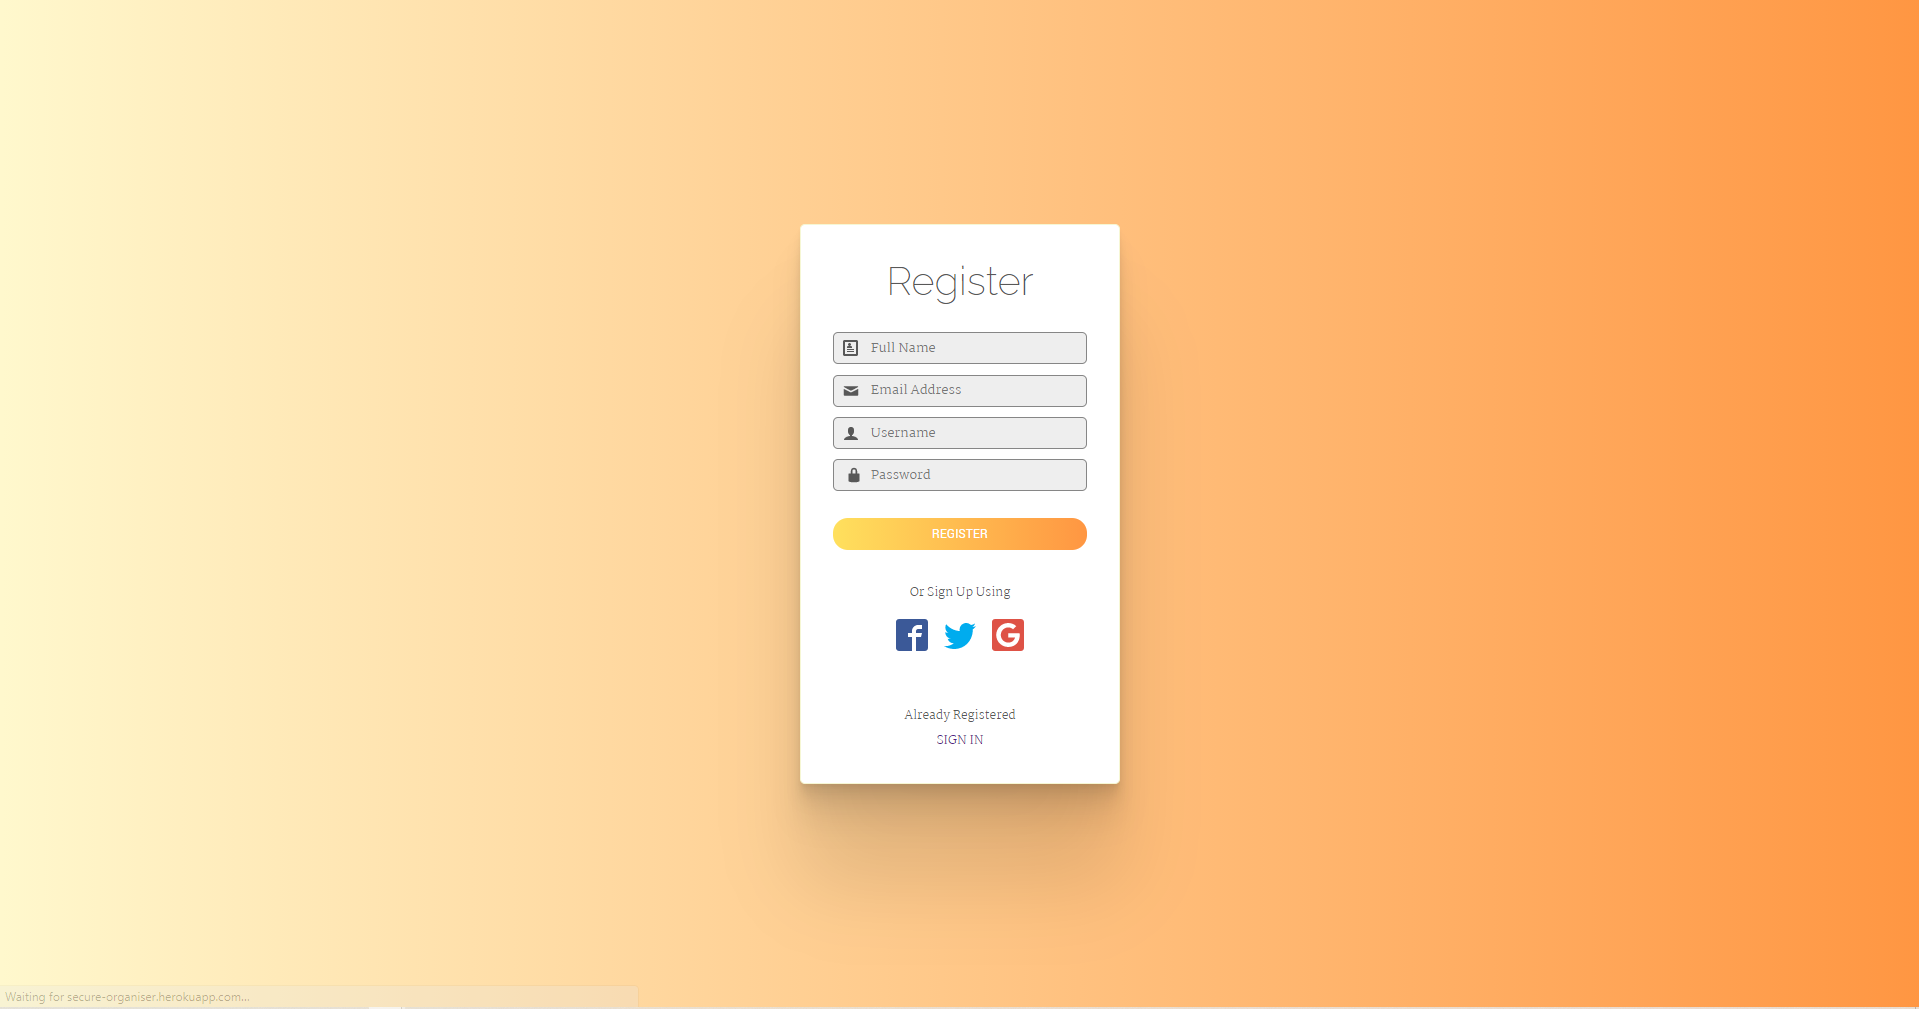 Register
Full Name
Email Address
Username
Password
REGISTER
Or Sign Up Using
Already Registered
SIGN IN
Waiting for secure-organiser.herokuapp.com...